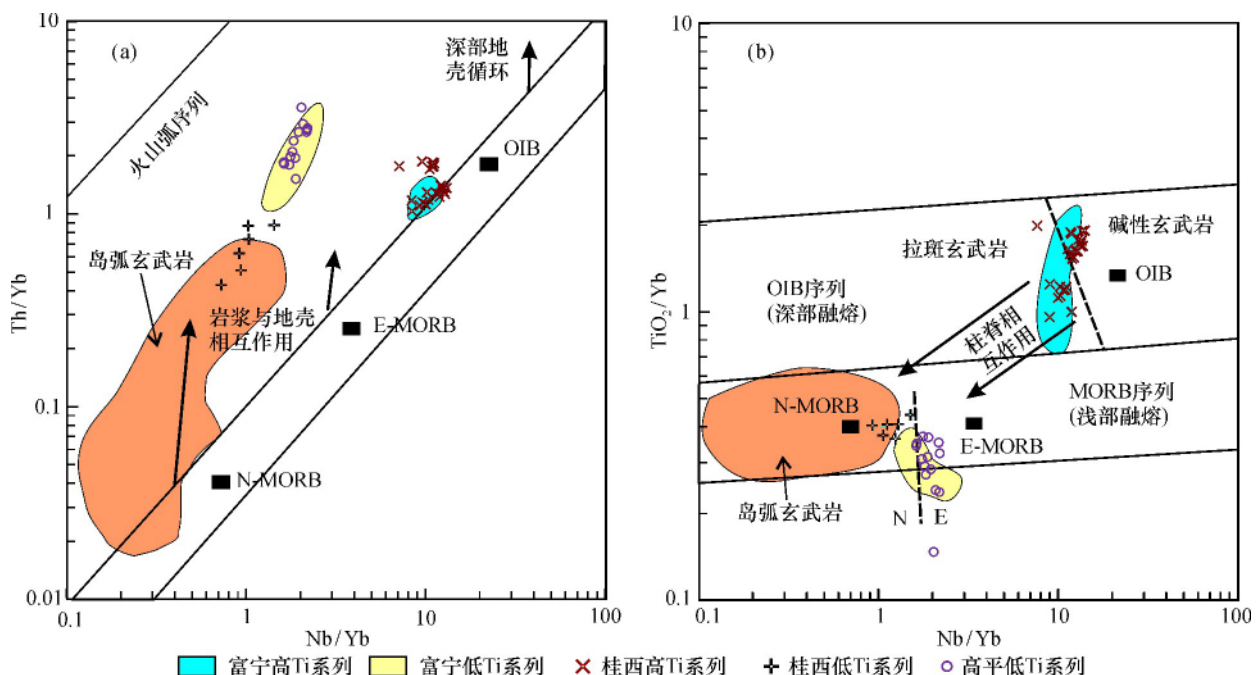 (a)
深部地
壳循环
火山弧序列
OIB
岛弧玄武岩
岩浆与地壳
相互作用
E-MORB
N-MORB
Th/Yb
10
1
0.1
0.01
0.1
1
10
100
Nb/Yb
(b)
拉斑玄武岩
碱性玄武岩
OIB序列
(深部融熔)
OIB
柱脊相
互作用
MORB序列
(浅部融熔)
N-MORB
E-MORB
岛弧玄武岩
N
E
TiO2/Yb
10
1
0.1
0.1
1
10
100
Nb/Yb
富宁高Ti系列
富宁低Ti系列
桂西高Ti系列
桂西低Ti系列
高平低Ti系列